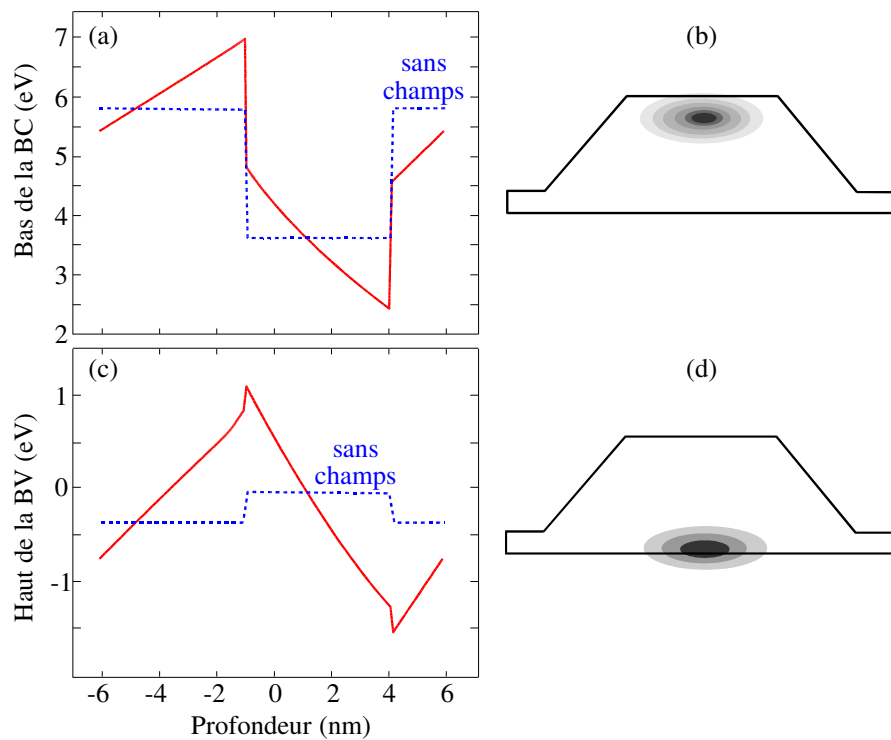 (a)
(b)
7
6
5
4
3
2
Bas de la BC (eV)
sans
champs
(c)
(d)
1
0
-1
Haut de la BV (eV)
sans
champs
-6 -4 -2 0 2 4 6
Profondeur (nm)